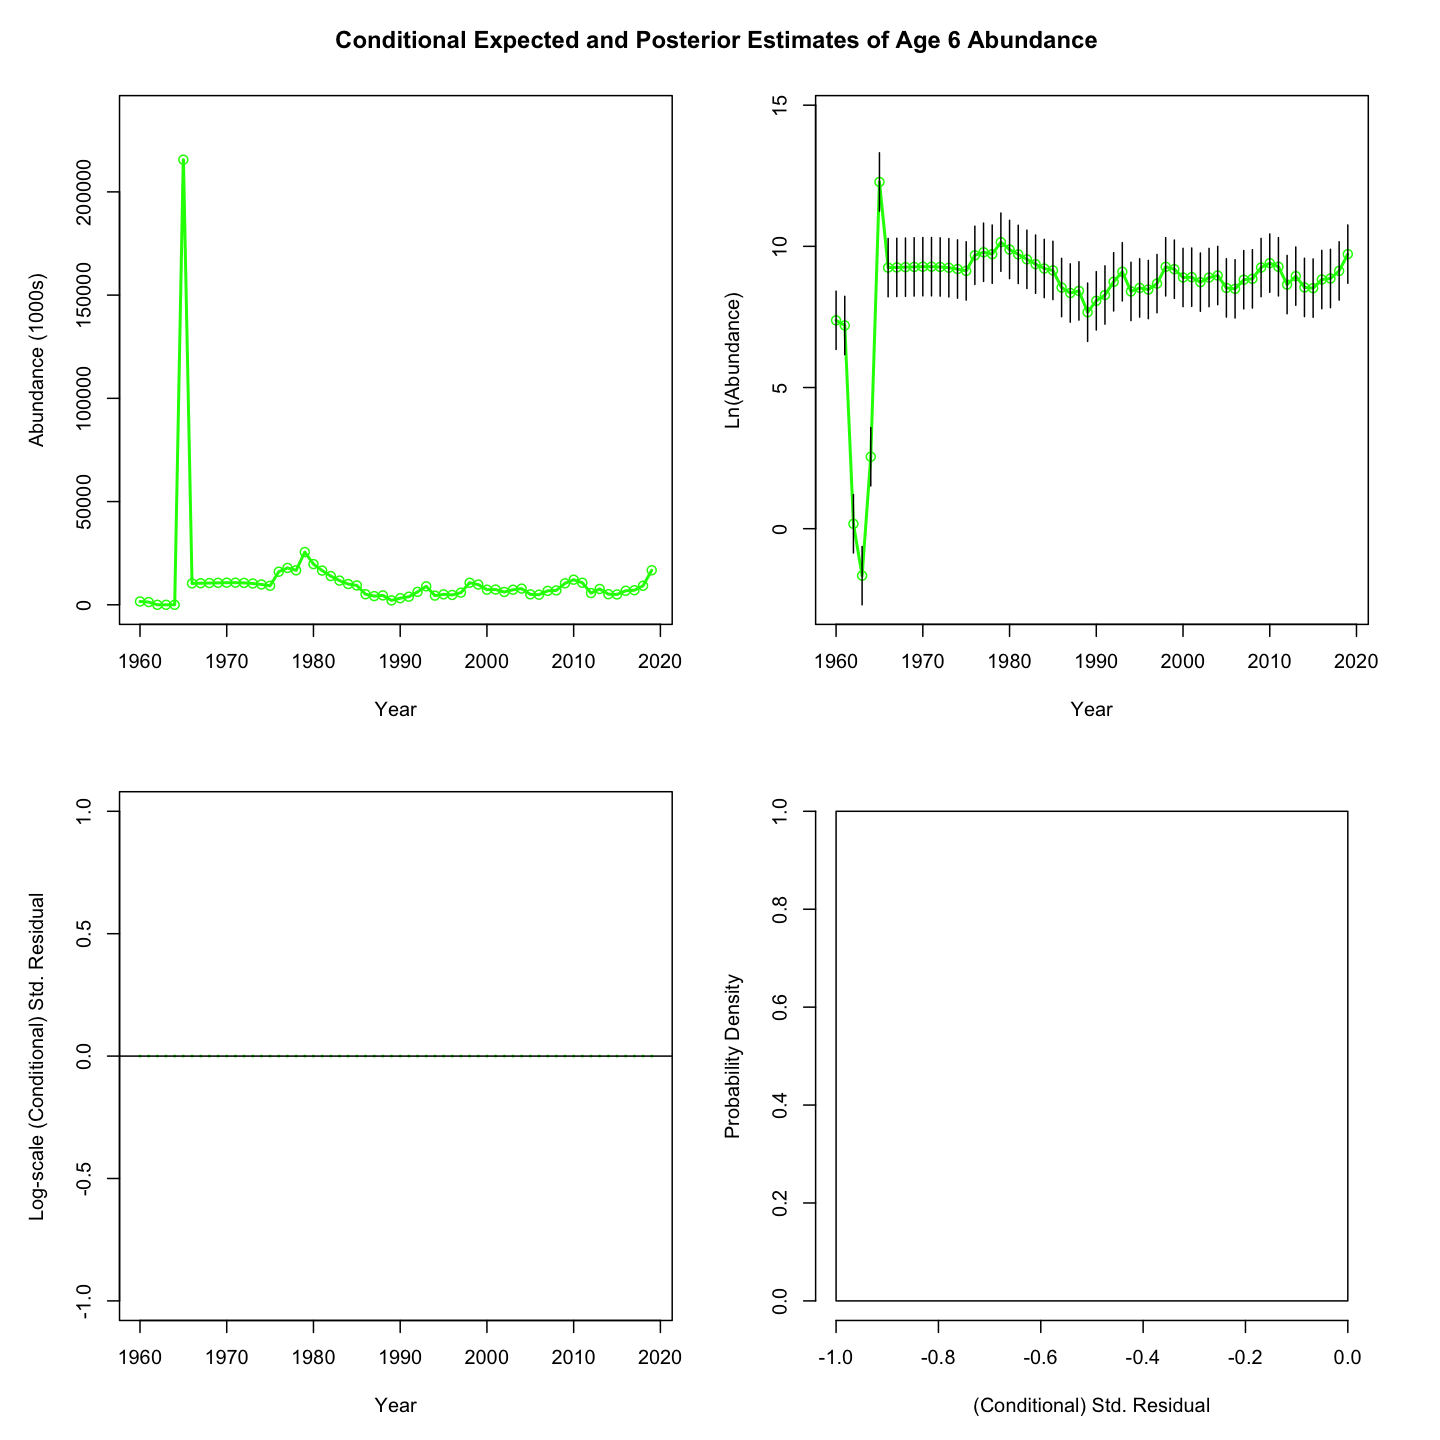 Conditional Expected and Posterior Estimates of Age 6 Abundance
Abundance (1000s)
0
50000
100000
150000
200000
1960 1970 1980 1990 2000 2010 2020
Year
Ln(Abundance)
0
5
10
15
1960 1970 1980 1990 2000 2010 2020
Year
Log-scale (Conditional) Std. Residual
-1.0
-0.5
0.0
0.5
1.0
1960 1970 1980 1990 2000 2010 2020
Year
Probability Density
0.0
0.2
0.4
0.6
0.8
1.0
-1.0 -0.8 -0.6 -0.4 -0.2 0.0
(Conditional) Std. Residual